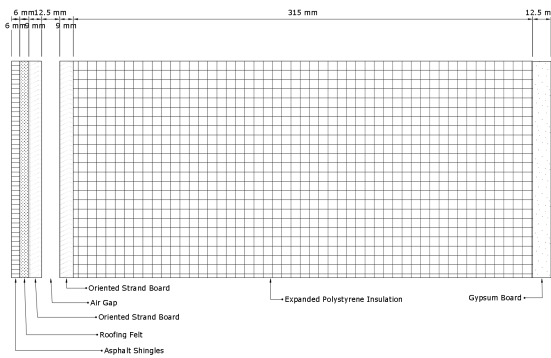 6 mm 12.5 mm 315 mm 12.5 m
6 mm 9 mm 9 mm
Oriented Strand Board
Air Gap
Expanded Polystyrene Insulation
Gypsum Board
Oriented Strand Board
Roofing Felt
Asphalt Shingles